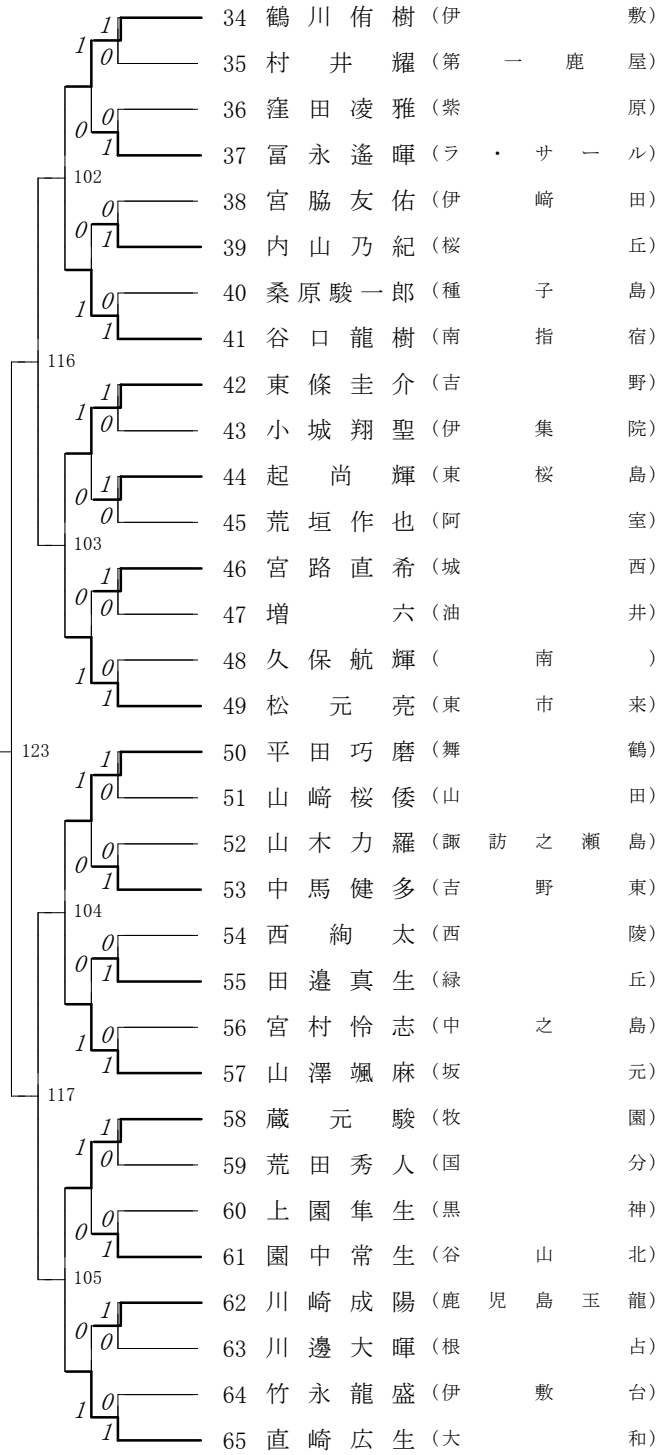 1 34 鶴川侑樹 (伊敷)
1 0 35 村井耀 (第一鹿屋)
0 36 窪田凌雅 (紫原)
0 1 37 冨永遙暉 (ラ・サール)
102
0 38 宮脇友佑 (伊﨑田)
0 1 39 内山乃紀 (桜丘)
0 40 桑原駿一郎 (種子島)
1 1 41 谷口龍樹 (南指宿)
116
1 42 東條圭介 (吉野)
1 0 43 小城翔聖 (伊集院)
1 44 起尚輝 (東桜島)
0 0 45 荒垣作也 (阿室)
103
1 46 宮路直希 (城西)
0 0 47 増六 (油井)
0 48 久保航輝 (南)
1 1 49 松元亮 (東市来)
123
1 50 平田巧磨 (舞鶴)
1 0 51 山﨑桜倭 (山田)
0 52 山木力羅 (諏訪之瀬島)
0 1 53 中馬健多 (吉野東)
104
0 54 西絢太 (西陵)
0 1 55 田邉真生 (緑丘)
0 56 宮村怜志 (中之島)
1 1 57 山澤颯麻 (坂元)
117
1 58 蔵元駿 (牧園)
1 0 59 荒田秀人 (国分)
0 60 上園隼生 (黒神)
0 1 61 園中常生 (谷山北)
105
1 62 川崎成陽 (鹿児島玉龍)
0 0 63 川邊大暉 (根占)
0 64 竹永龍盛 (伊敷台)
1 1 65 直崎広生 (大和)